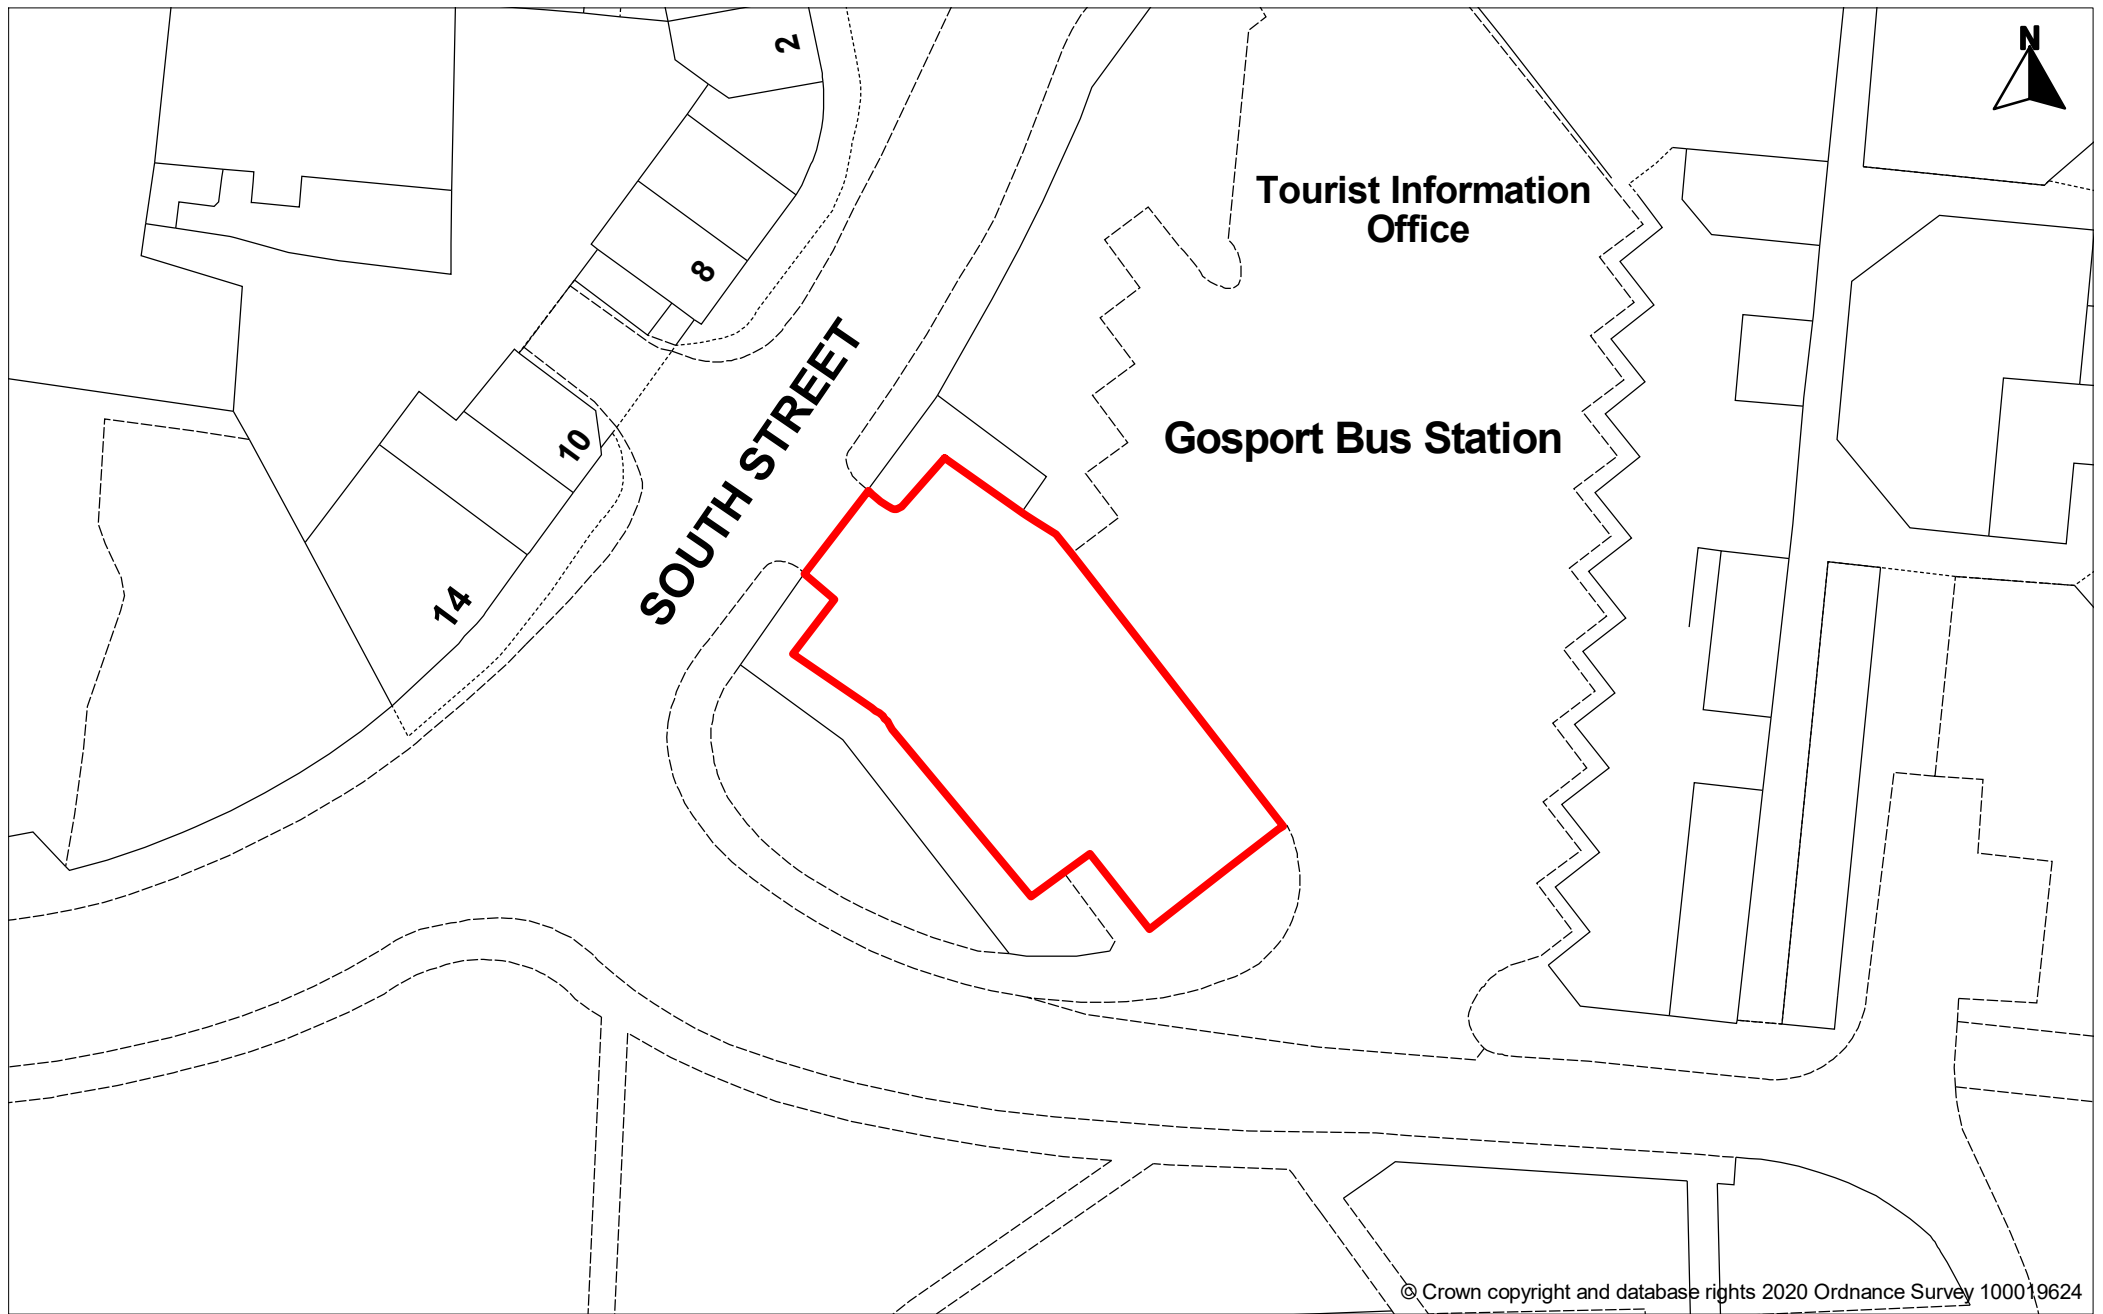 2
N
Tourist Information
Office
8
SOUTH STREET
Gosport Bus Station
10
14
© Crown copyright and database rights 2020 Ordnance Survey 100019624